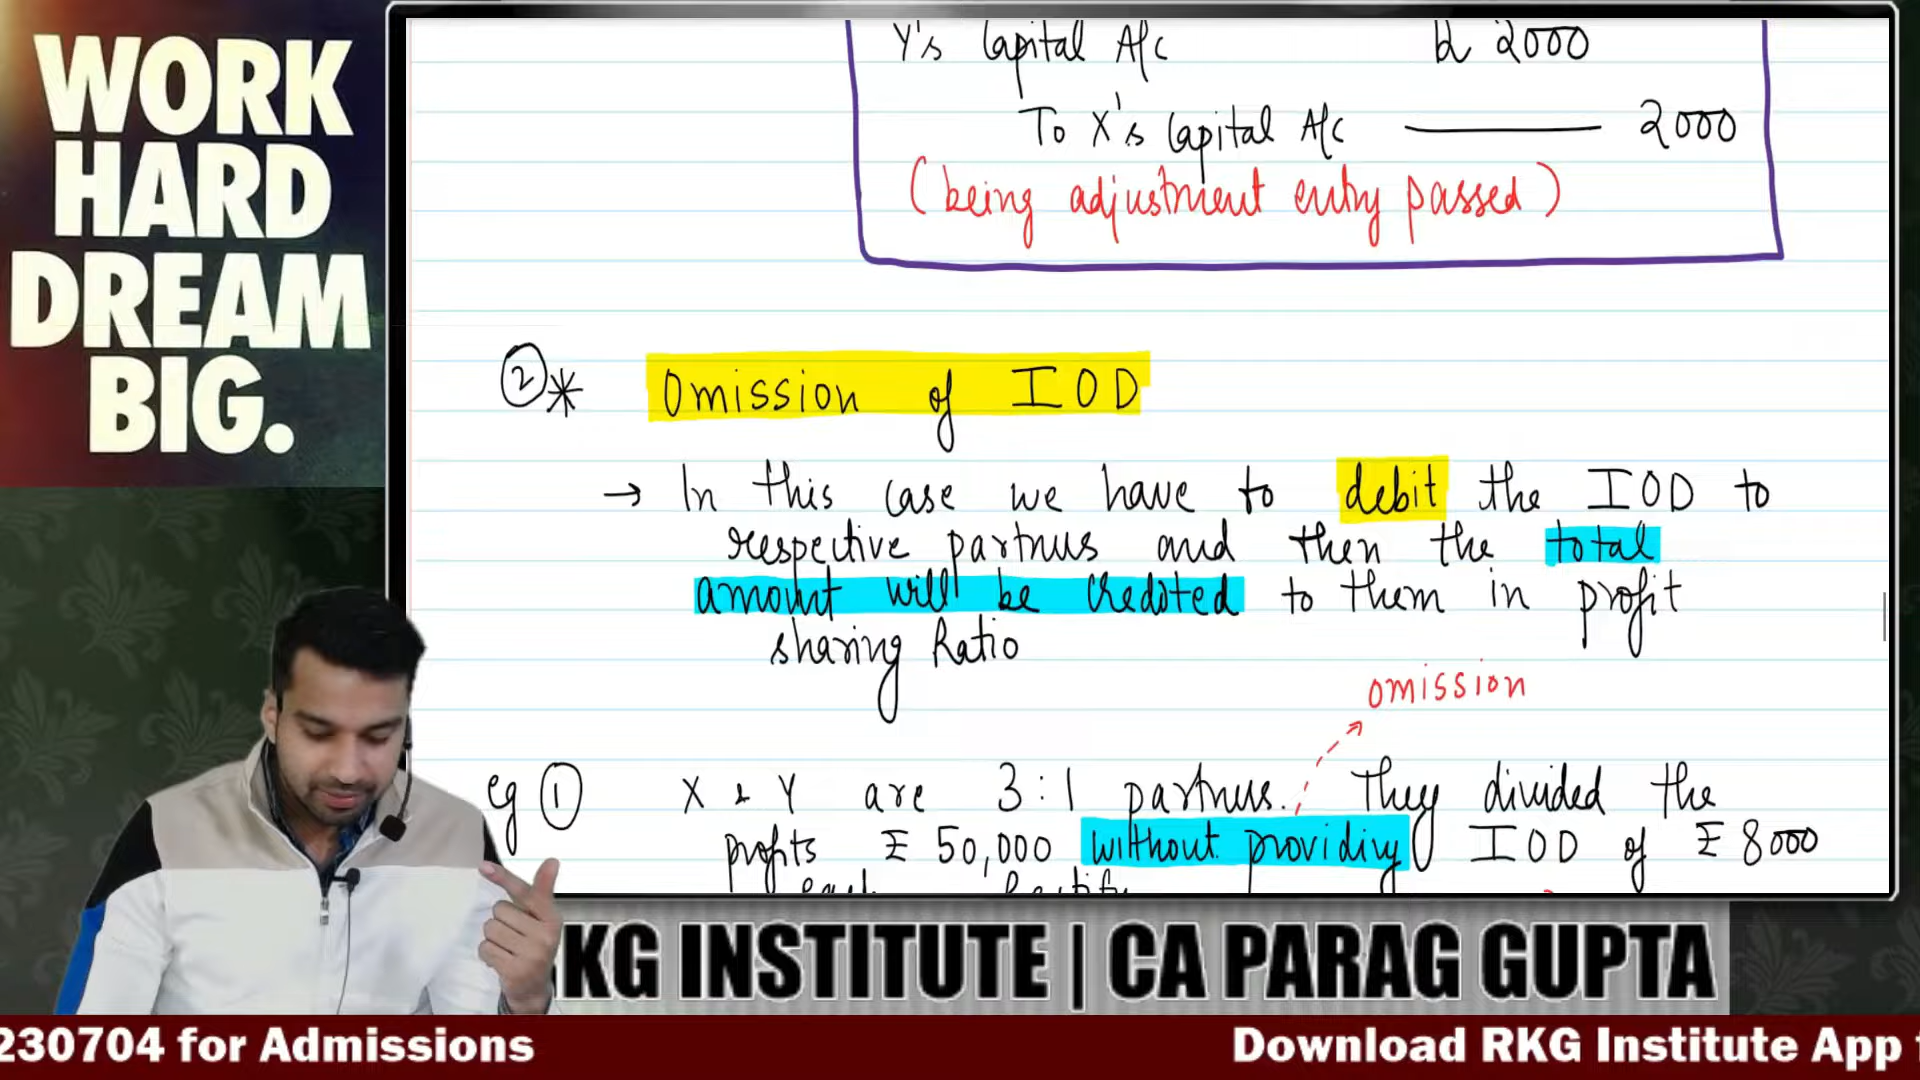 WORK
HARD
DREAM
BIG.
Y's Capital A/c Dr 2000
To X's Capital A/c 2000
(being adjustment entry passed)
② * Omission of IOD
→ In this case we have to debit the IOD to
respective partners and then the total
amount will be credited to them in profit
sharing Ratio
omission
eg ① X & Y are 3:1 partners. They divided the
profits ₹ 50,000 without providing IOD of ₹ 8000
KG INSTITUTE | CA PARAG GUPTA
230704 for Admissions
Download RKG Institute App